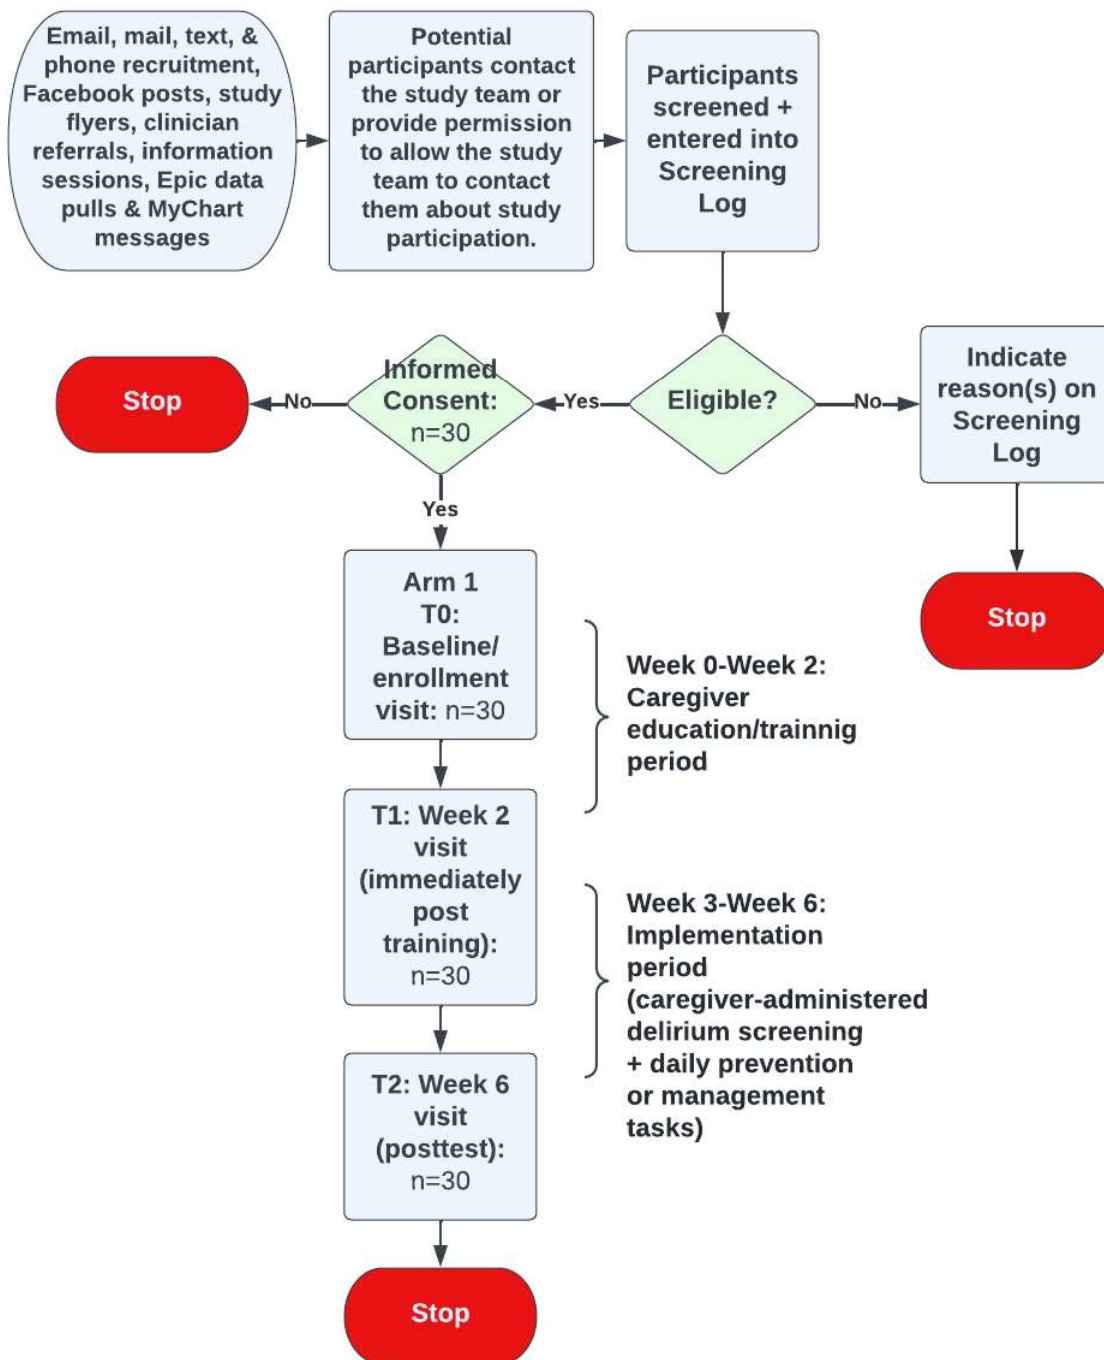 Email, mail, text, &
phone recruitment,
Facebook posts, study
flyers, clinician
referrals, information
sessions, Epic data
pulls & MyChart
messages
Potential
participants contact
the study team or
provide permission
to allow the study
team to contact
them about study
participation.
Participants
screened +
entered into
Screening
Log
Eligible?
No
Indicate
reason(s) on
Screening
Log
Stop
Yes
Informed
Consent:
n=30
No
Stop
Yes
Arm 1
T0:
Baseline/
enrollment
visit: n=30
Week 0-Week 2:
Caregiver
education/trainnig
period
T1: Week 2
visit
(immediately
post
training):
n=30
Week 3-Week 6:
Implementation
period
(caregiver-administered
delirium screening
+ daily prevention
or management
tasks)
T2: Week 6
visit
(posttest):
n=30
Stop